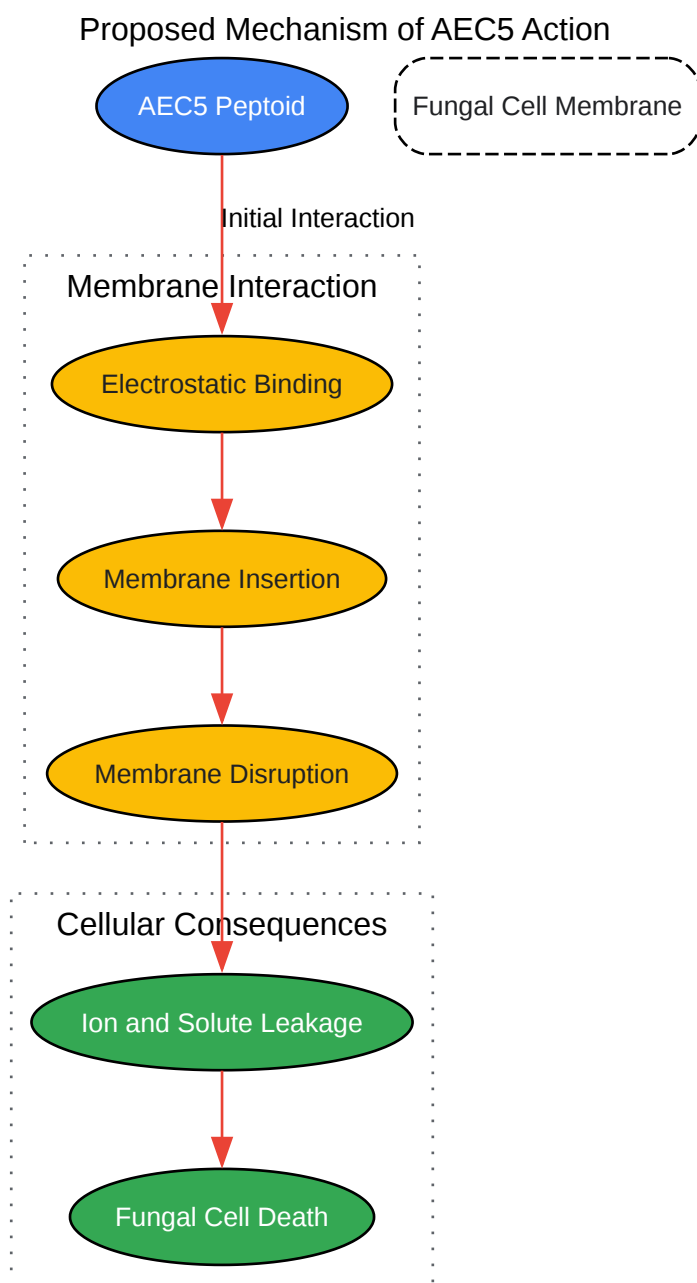 Proposed Mechanism of AEC5 Action
AEC5 Peptoid
Fungal Cell Membrane
Initial Interaction
Membrane Interaction
Electrostatic Binding
Membrane Insertion
Membrane Disruption
Cellular Consequences
Ion and Solute Leakage
Fungal Cell Death